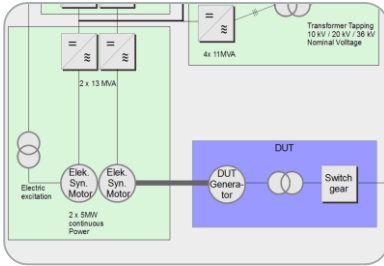 Transformer Tapping
10 kV / 20 kV / 36 kV
Nominal Voltage
4x 11MVA
2 x 13 MVA
DUT
Elek.
Syn.
Motor
Elek.
Syn.
Motor
DUT
Genera-
tor
Switch
gear
Electric
excitation
2 x 5MW
continuous
Power